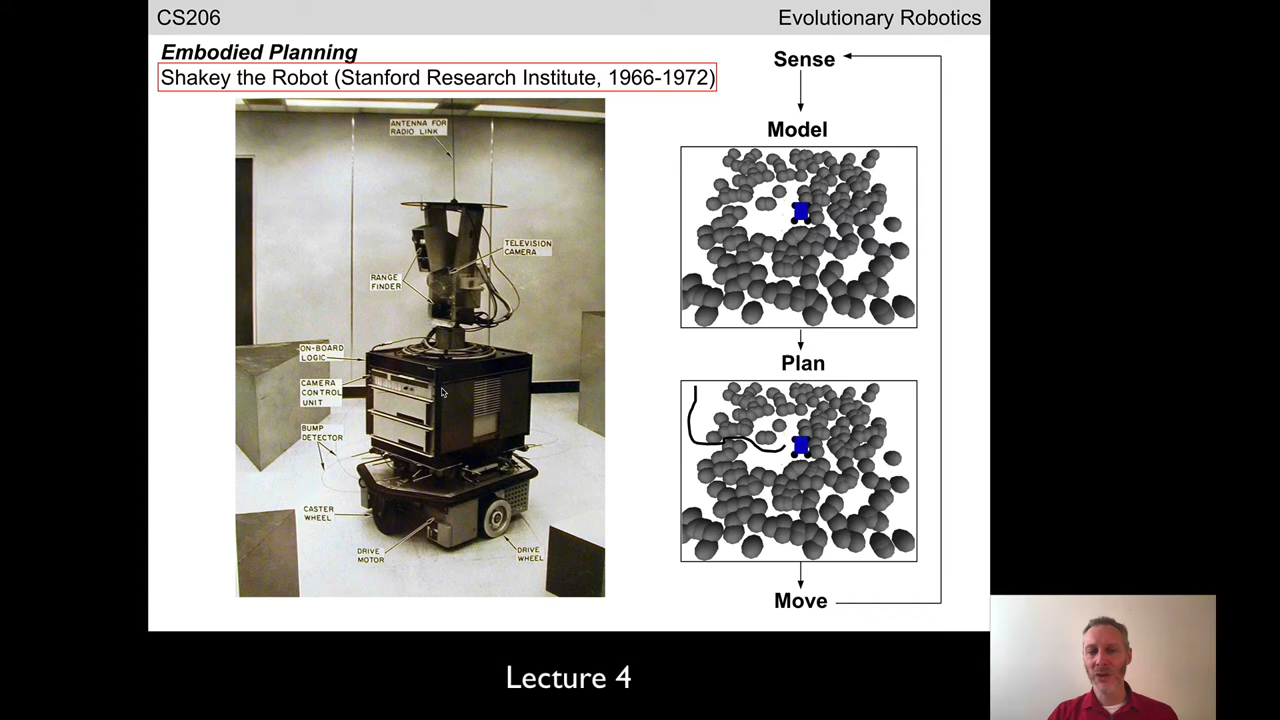 CS206
Evolutionary Robotics
Embodied Planning
Shakey the Robot (Stanford Research Institute, 1966-1972)
ANTENNA FOR
RADIO LINK
TELEVISION
CAMERA
RANGE
FINDER
ON-BOARD
LOGIC
CAMERA
CONTROL
UNIT
BUMP
DETECTOR
CASTER
WHEEL
DRIVE
MOTOR
DRIVE
WHEEL
Sense
Model
Plan
Move
Lecture 4